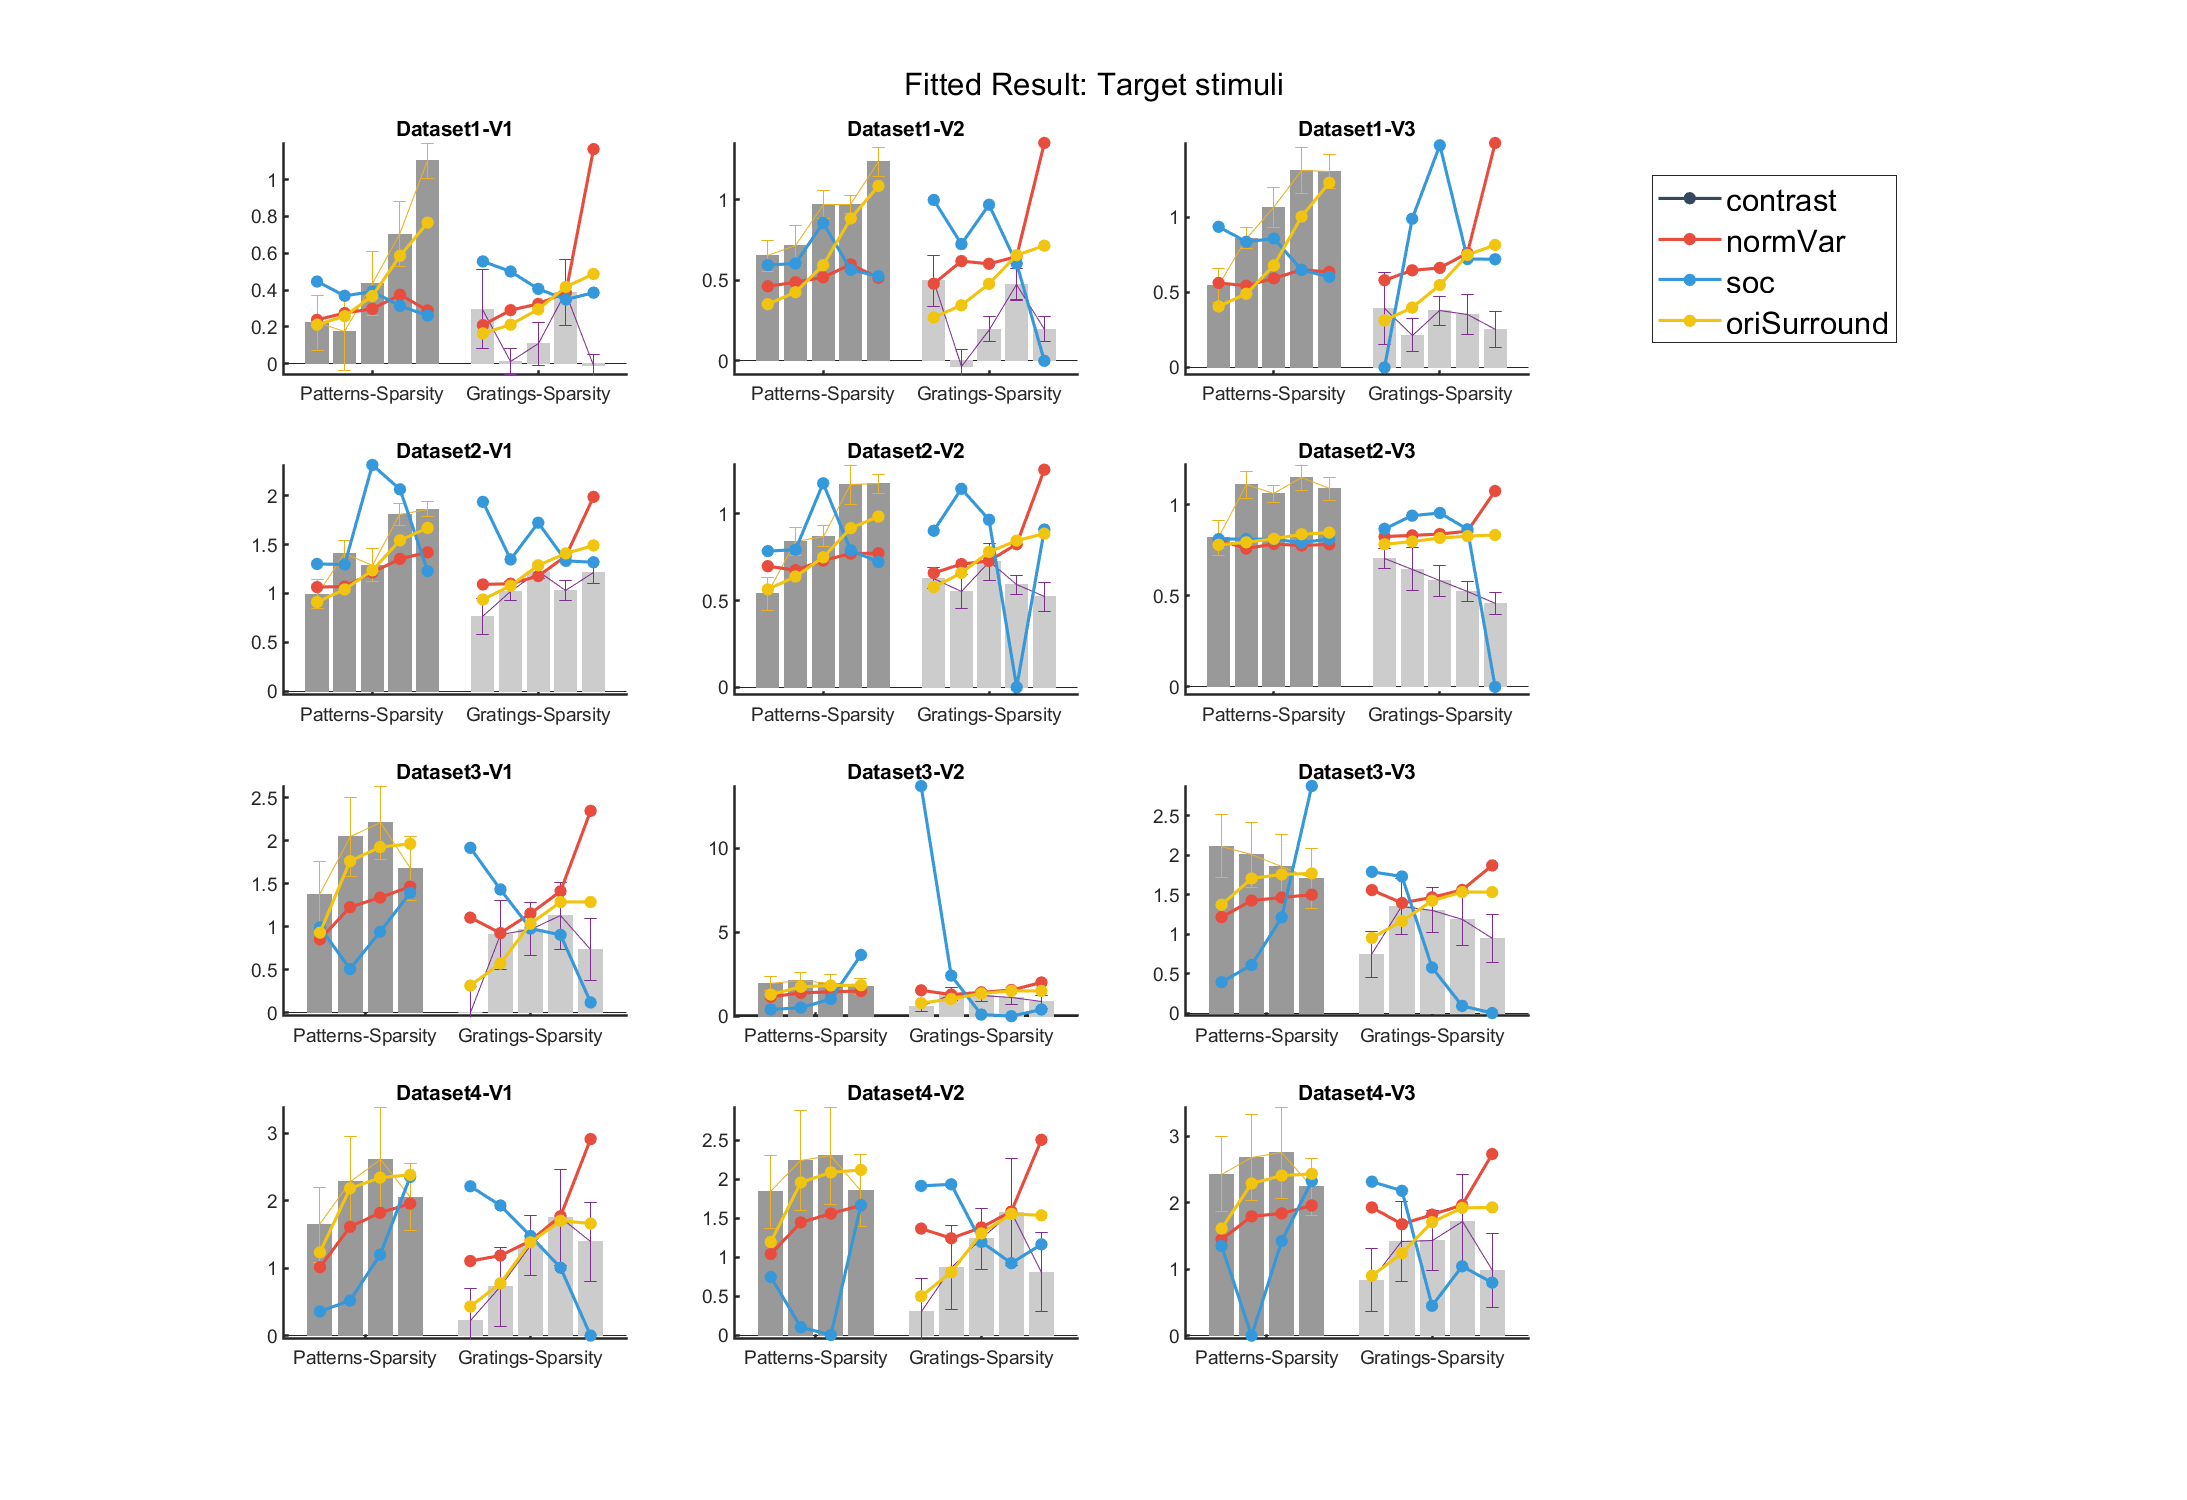 Fitted Result: Target stimuli
Dataset1-V1
1
0.8
0.6
0.4
0.2
0
Patterns-Sparsity
Gratings-Sparsity
Dataset1-V2
1
0.5
0
Patterns-Sparsity
Gratings-Sparsity
Dataset1-V3
1
0.5
0
Patterns-Sparsity
Gratings-Sparsity
contrast
normVar
soc
oriSurround
Dataset2-V1
2
1.5
1
0.5
0
Patterns-Sparsity
Gratings-Sparsity
Dataset2-V2
1
0.5
0
Patterns-Sparsity
Gratings-Sparsity
Dataset2-V3
1
0.5
0
Patterns-Sparsity
Gratings-Sparsity
Dataset3-V1
2.5
2
1.5
1
0.5
0
Patterns-Sparsity
Gratings-Sparsity
Dataset3-V2
10
5
0
Patterns-Sparsity
Gratings-Sparsity
Dataset3-V3
2.5
2
1.5
1
0.5
0
Patterns-Sparsity
Gratings-Sparsity
Dataset4-V1
3
2
1
0
Patterns-Sparsity
Gratings-Sparsity
Dataset4-V2
2.5
2
1.5
1
0.5
0
Patterns-Sparsity
Gratings-Sparsity
Dataset4-V3
3
2
1
0
Patterns-Sparsity
Gratings-Sparsity